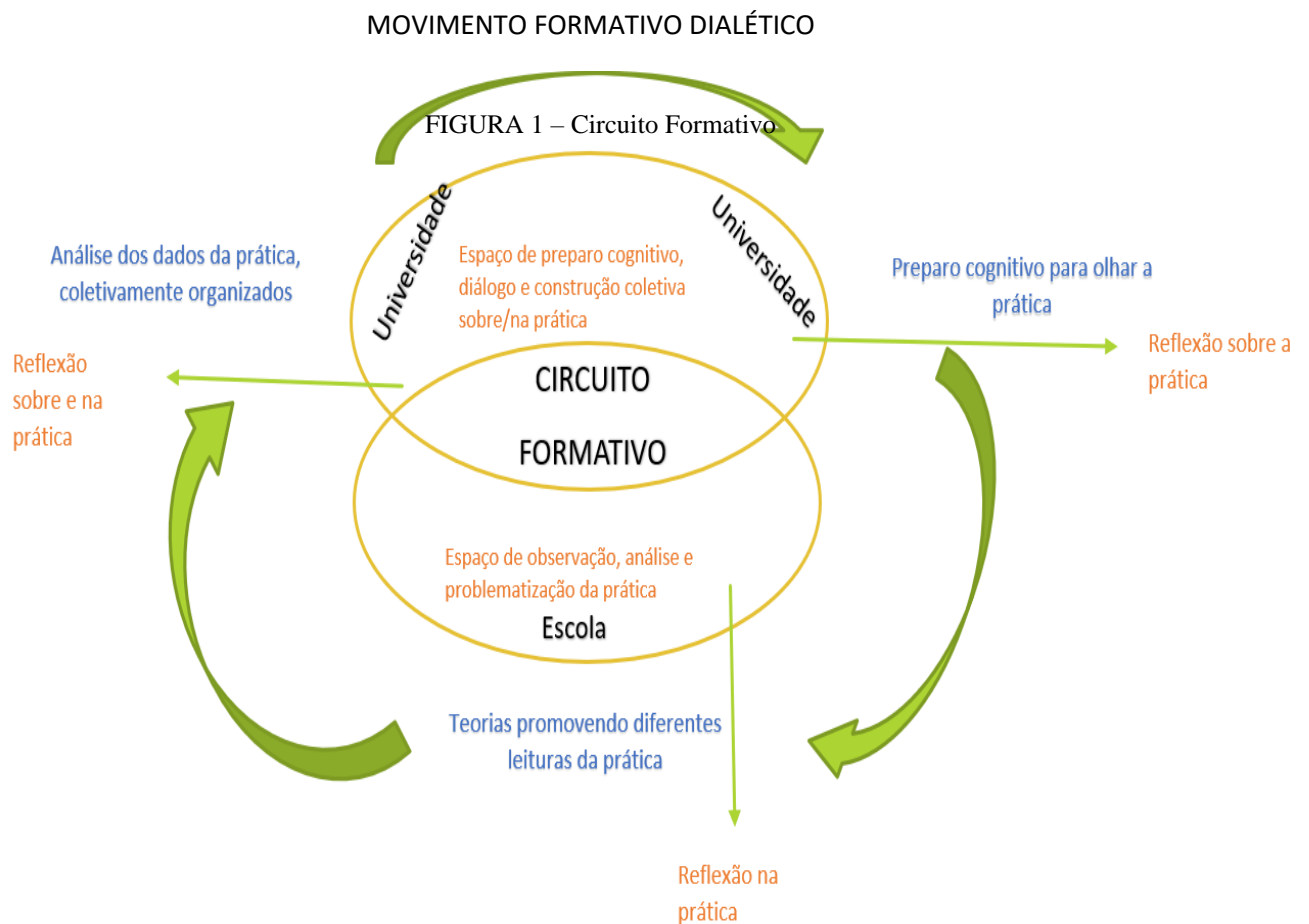 MOVIMENTO FORMATIVO DIALÉTICO
FIGURA 1 – Circuito Formativo
Universidade
Universidade
Análise dos dados da prática,
coletivamente organizados
Espaço de preparo cognitivo,
diálogo e construção coletiva
sobre/na prática
Preparo cognitivo para olhar a
prática
Reflexão
sobre e na
prática
Reflexão sobre a
prática
CIRCUITO
FORMATIVO
Espaço de observação, análise e
problematização da prática
Escola
Teorias promovendo diferentes
leituras da prática
Reflexão na
prática